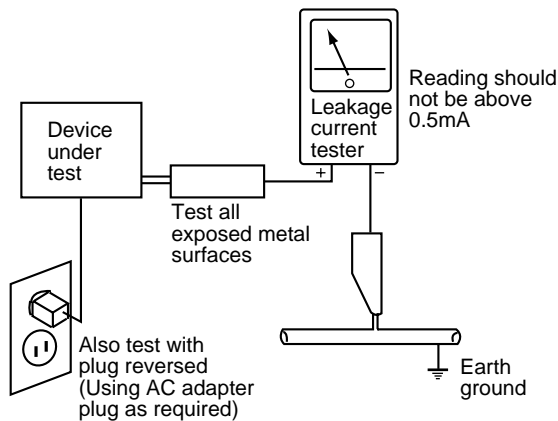 Leakage
current
tester
Reading should
not be above
0.5mA
Device
under
test
+ −
Test all
exposed metal
surfaces
Also test with
plug reversed
(Using AC adapter
plug as required)
Earth
ground